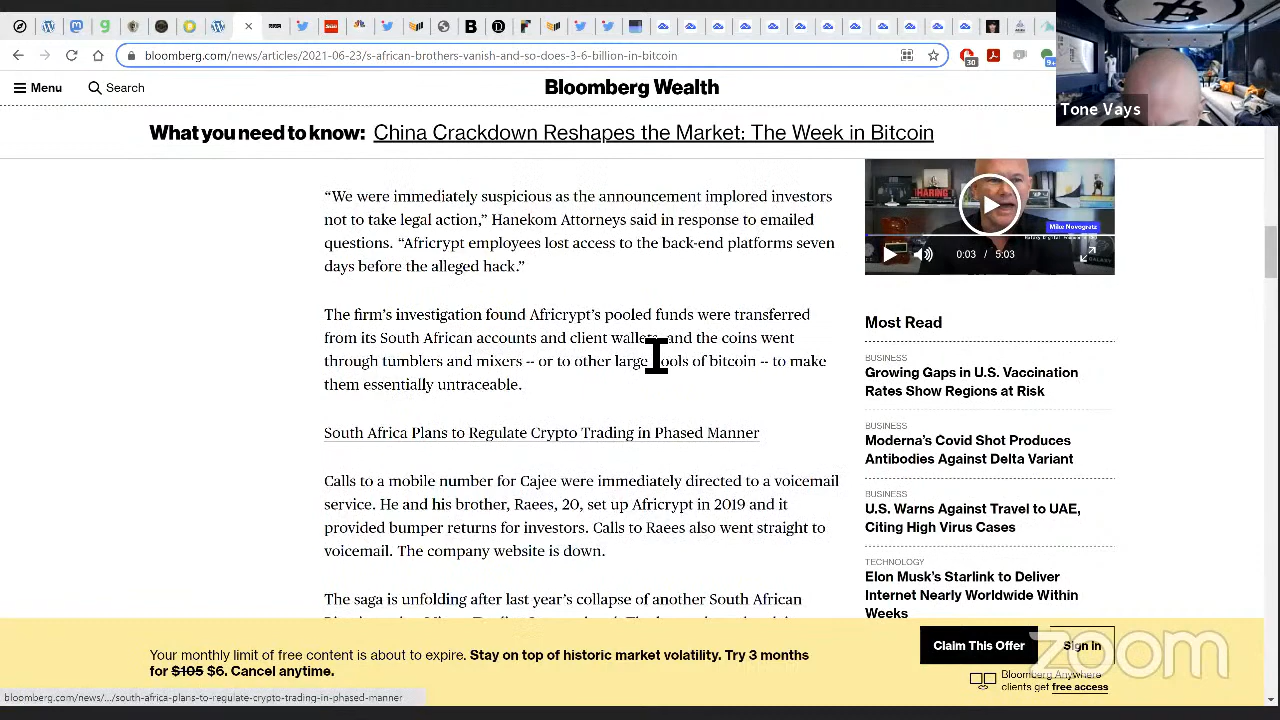 bloomberg.com/news/articles/2021-06-23/s-african-brothers-vanish-and-so-does-3-6-billion-in-bitcoin
30
9+
Tone Vays
Menu
Search
Bloomberg Wealth
What you need to know: China Crackdown Reshapes the Market: The Week in Bitcoin
“We were immediately suspicious as the announcement implored investors
not to take legal action,” Hanekom Attorneys said in response to emailed
questions. “Africrypt employees lost access to the back-end platforms seven
days before the alleged hack.”
The firm’s investigation found Africrypt’s pooled funds were transferred
from its South African accounts and client wallets, and the coins went
through tumblers and mixers -- or to other large pools of bitcoin -- to make
them essentially untraceable.
South Africa Plans to Regulate Crypto Trading in Phased Manner
Calls to a mobile number for Cajee were immediately directed to a voicemail
service. He and his brother, Raees, 20, set up Africrypt in 2019 and it
provided bumper returns for investors. Calls to Raees also went straight to
voicemail. The company website is down.
The saga is unfolding after last year’s collapse of another South African
Mike Novogratz
0:03 / 5:03
Most Read
BUSINESS
Growing Gaps in U.S. Vaccination
Rates Show Regions at Risk
BUSINESS
Moderna’s Covid Shot Produces
Antibodies Against Delta Variant
BUSINESS
U.S. Warns Against Travel to UAE,
Citing High Virus Cases
TECHNOLOGY
Elon Musk’s Starlink to Deliver
Internet Nearly Worldwide Within
Weeks
Your monthly limit of free content is about to expire. Stay on top of historic market volatility. Try 3 months
for $105 $6. Cancel anytime.
Claim This Offer
Sign In
Bloomberg Anywhere
clients get free access
zoom
bloomberg.com/news/.../south-africa-plans-to-regulate-crypto-trading-in-phased-manner